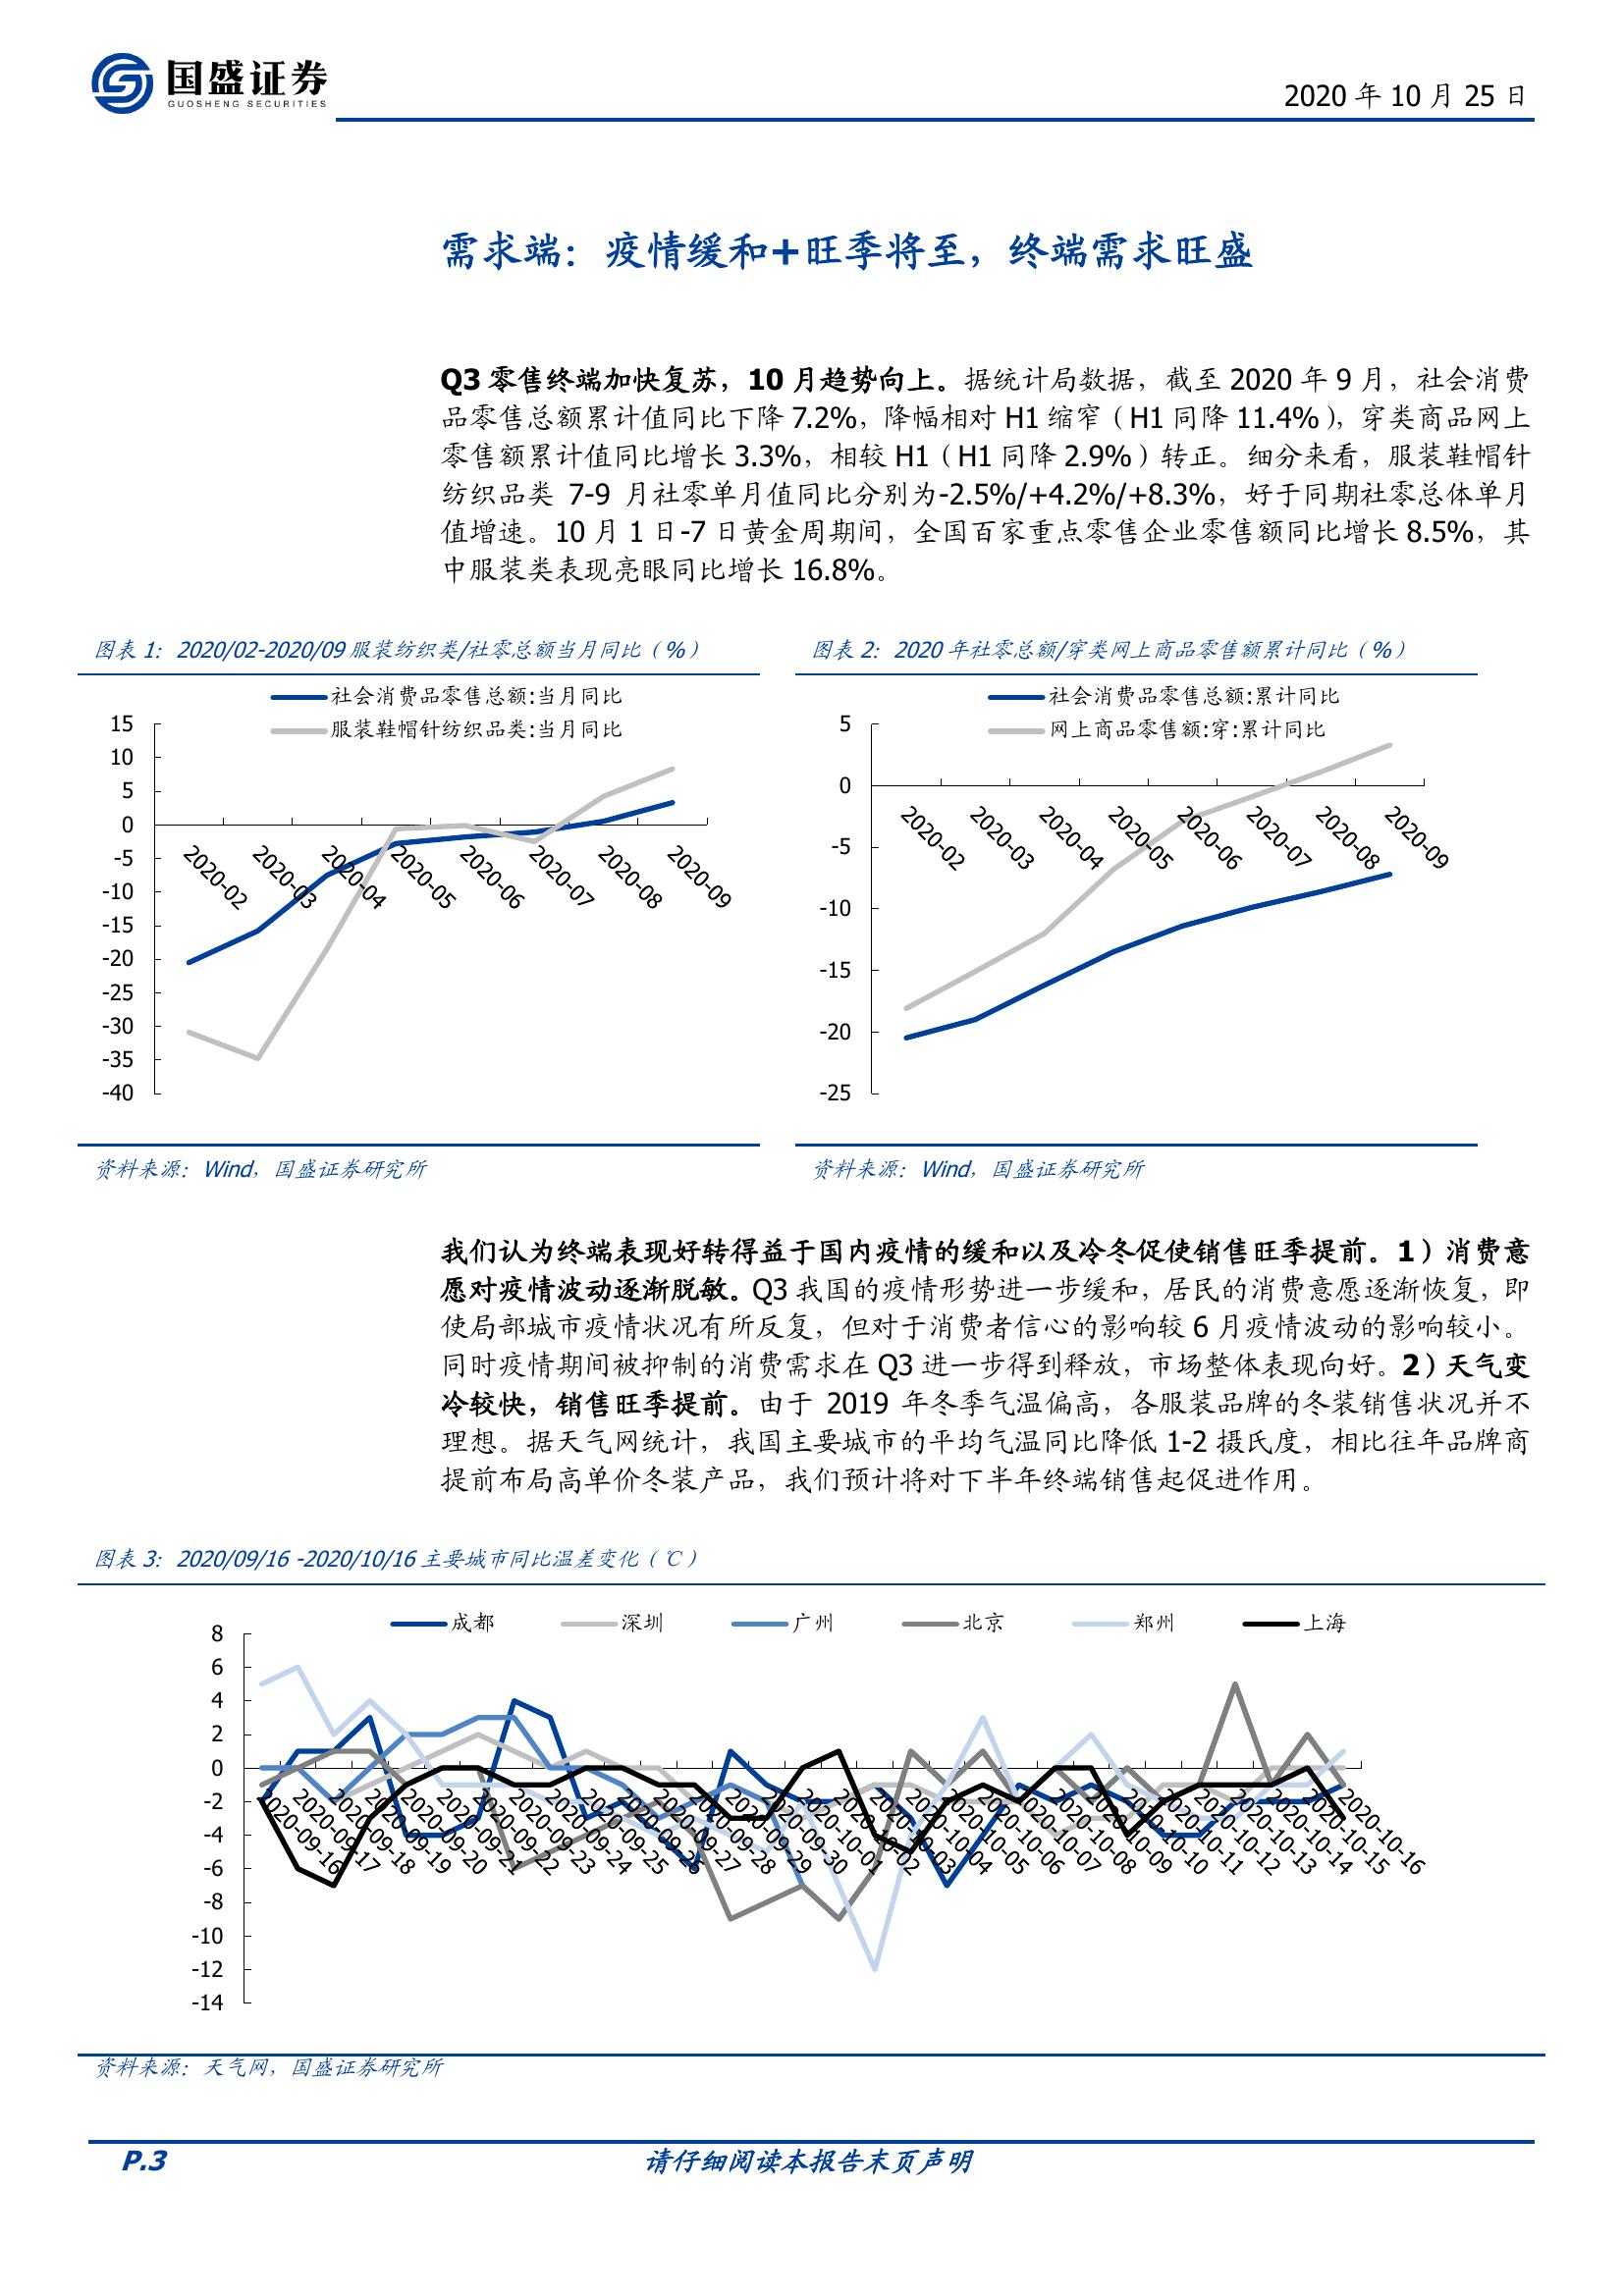 国盛证券
GUOSHENG SECURITIES
2020 年 10 月 25 日
需求端：疫情缓和+旺季将至，终端需求旺盛
Q3 零售终端加快复苏，10 月趋势向上。据统计局数据，截至 2020 年 9 月，社会消费
品零售总额累计值同比下降 7.2%，降幅相对 H1 缩窄（H1 同降 11.4%），穿类商品网上
零售额累计值同比增长 3.3%，相较 H1（H1 同降 2.9%）转正。细分来看，服装鞋帽针
纺织品类 7-9 月社零单月值同比分别为-2.5%/+4.2%/+8.3%，好于同期社零总体单月
值增速。10 月 1 日-7 日黄金周期间，全国百家重点零售企业零售额同比增长 8.5%，其
中服装类表现亮眼同比增长 16.8%。
图表 1：2020/02-2020/09 服装纺织类/社零总额当月同比（%）
社会消费品零售总额:当月同比
服装鞋帽针纺织品类:当月同比
15
10
5
0
-5
-10
-15
-20
-25
-30
-35
-40
2020-02
2020-03
2020-04
2020-05
2020-06
2020-07
2020-08
2020-09
资料来源：Wind，国盛证券研究所
图表 2：2020 年社零总额/穿类网上商品零售额累计同比（%）
社会消费品零售总额:累计同比
网上商品零售额:穿:累计同比
5
0
-5
-10
-15
-20
-25
2020-02
2020-03
2020-04
2020-05
2020-06
2020-07
2020-08
2020-09
资料来源：Wind，国盛证券研究所
我们认为终端表现好转得益于国内疫情的缓和以及冷冬促使销售旺季提前。1）消费意
愿对疫情波动逐渐脱敏。Q3 我国的疫情形势进一步缓和，居民的消费意愿逐渐恢复，即
使局部城市疫情状况有所反复，但对于消费者信心的影响较 6 月疫情波动的影响较小。
同时疫情期间被抑制的消费需求在 Q3 进一步得到释放，市场整体表现向好。2）天气变
冷较快，销售旺季提前。由于 2019 年冬季气温偏高，各服装品牌的冬装销售状况并不
理想。据天气网统计，我国主要城市的平均气温同比降低 1-2 摄氏度，相比往年品牌商
提前布局高单价冬装产品，我们预计将对下半年终端销售起促进作用。
图表 3：2020/09/16 -2020/10/16 主要城市同比温差变化（℃）
成都 深圳 广州 北京 郑州 上海
8
6
4
2
0
-2
-4
-6
-8
-10
-12
-14
2020-09-16
2020-09-17
2020-09-18
2020-09-19
2020-09-20
2020-09-21
2020-09-22
2020-09-23
2020-09-24
2020-09-25
2020-09-26
2020-09-27
2020-09-28
2020-09-29
2020-09-30
2020-10-01
2020-10-02
2020-10-03
2020-10-04
2020-10-05
2020-10-06
2020-10-07
2020-10-08
2020-10-09
2020-10-10
2020-10-11
2020-10-12
2020-10-13
2020-10-14
2020-10-15
2020-10-16
资料来源：天气网，国盛证券研究所
P.3
请仔细阅读本报告末页声明